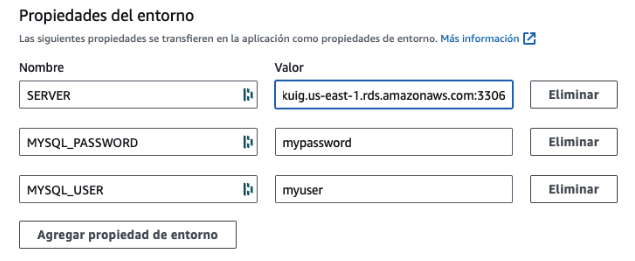 Propiedades del entorno
Las siguientes propiedades se transfieren en la aplicación como propiedades de entorno. Más información
Nombre Valor
SERVER kuig.us-east-1.rds.amazonaws.com:3306 Eliminar
MYSQL_PASSWORD mypassword Eliminar
MYSQL_USER myuser Eliminar
Agregar propiedad de entorno